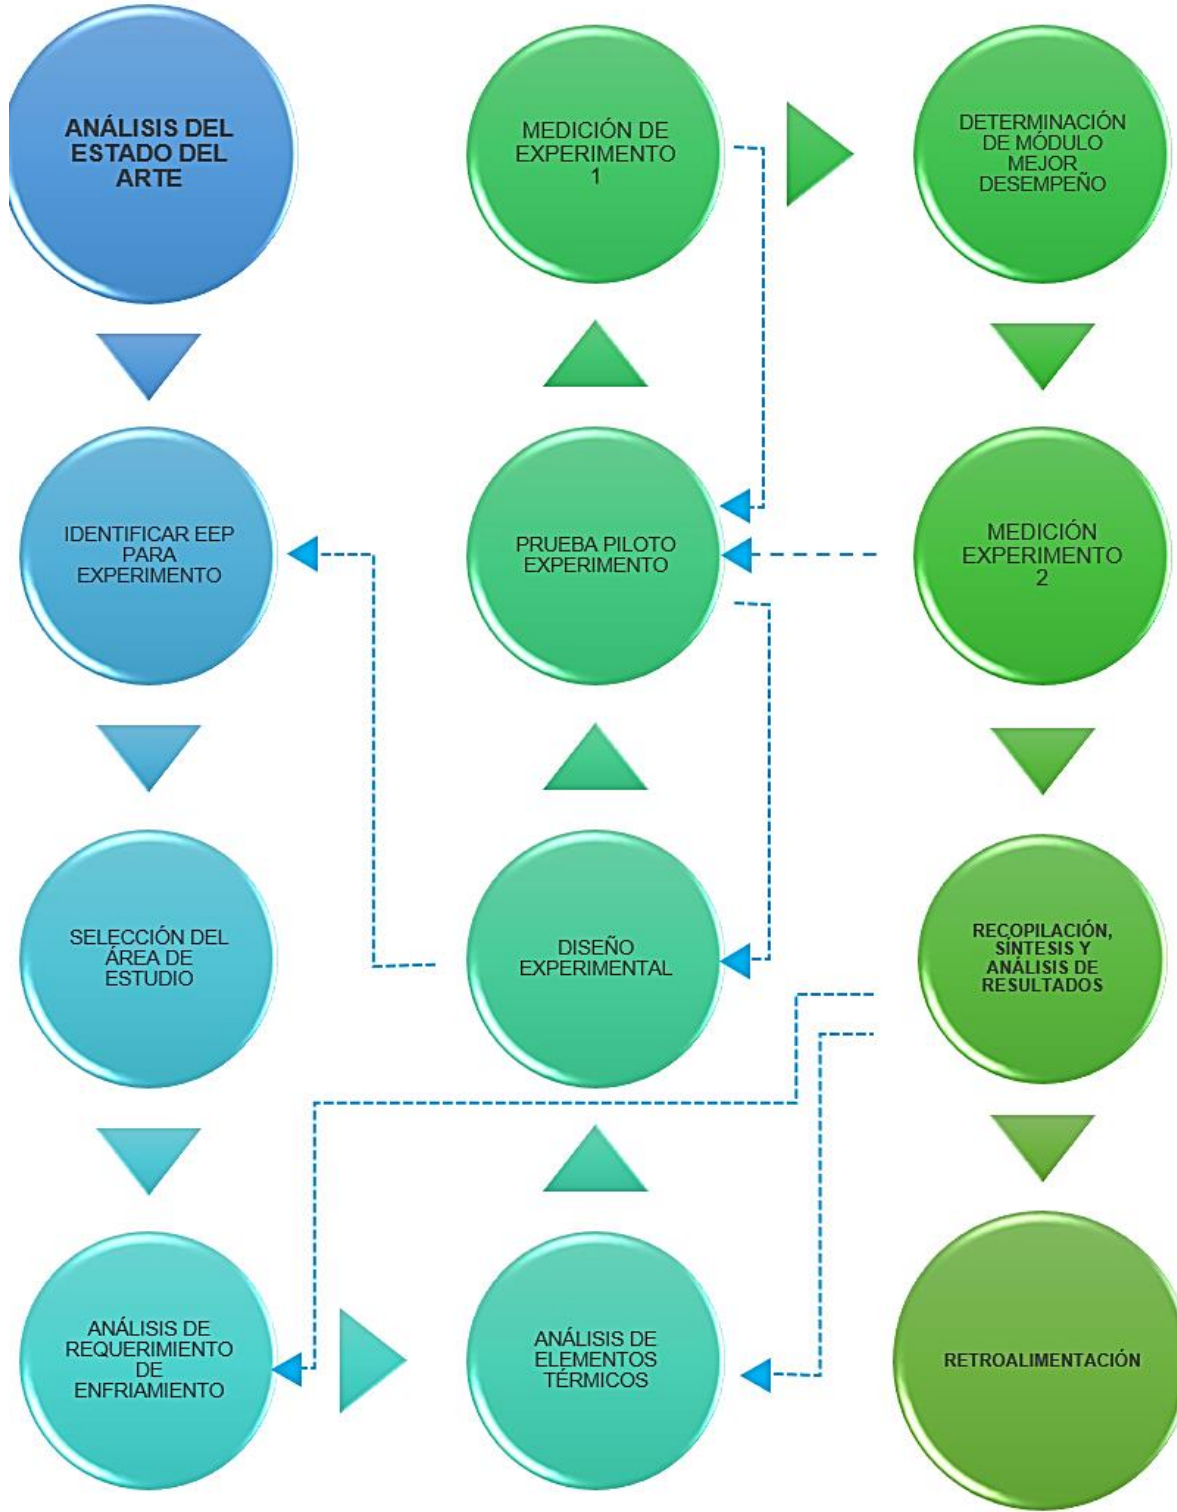 ANÁLISIS DEL
ESTADO DEL
ARTE
IDENTIFICAR EEP
PARA
EXPERIMENTO
SELECCIÓN DEL
ÁREA DE
ESTUDIO
ANÁLISIS DE
REQUERIMIENTO
DE
ENFRIAMIENTO
ANÁLISIS DE
ELEMENTOS
TÉRMICOS
DISEÑO
EXPERIMENTAL
PRUEBA PILOTO
EXPERIMENTO
MEDICIÓN DE
EXPERIMENTO
1
DETERMINACIÓN
DE MÓDULO
MEJOR
DESEMPEÑO
MEDICIÓN
EXPERIMENTO
2
RECOPILACIÓN,
SÍNTESIS Y
ANÁLISIS DE
RESULTADOS
RETROALIMENTACIÓN